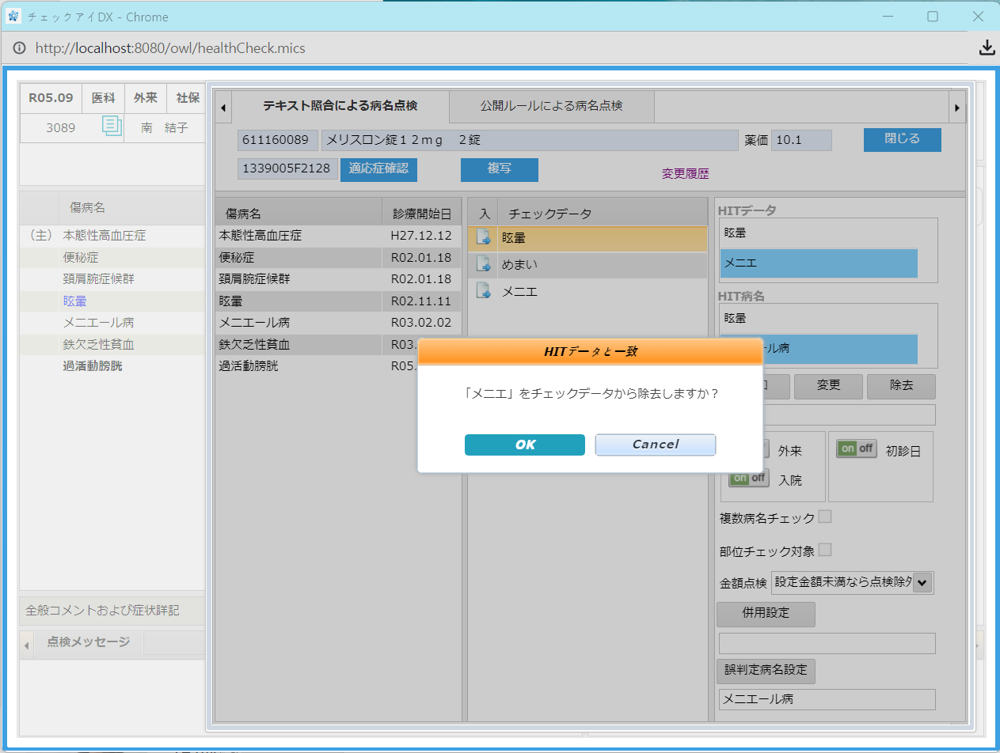 チェックアイDX - Chrome
http://localhost:8080/owl/healthCheck.mics
R05.09 医科 外来 社保
3089 南 結子
テキスト照合による病名点検 公開ルールによる病名点検
611160089 メリスロン錠12mg 2錠 薬価 10.1 閉じる
1339005F2128 適応症確認 複写 変更履歴
傷病名
(主) 本態性高血圧症
便秘症
頚肩腕症候群
眩暈
メニエール病
鉄欠乏性貧血
過活動膀胱
全般コメントおよび症状詳記
点検メッセージ
傷病名 診療開始日
本態性高血圧症 H27.12.12
便秘症 R02.01.18
頚肩腕症候群 R02.01.18
眩暈 R02.11.11
メニエール病 R03.02.02
鉄欠乏性貧血 R03.
過活動膀胱 R05.
入 チェックデータ
眩暈
めまい
メニエ
HITデータ
眩暈
メニエ
HIT病名
眩暈
ール病
変更 除去
HITデータと一致
「メニエ」をチェックデータから除去しますか？
OK Cancel
外来
on off 初診日
on off 入院
複数病名チェック
部位チェック対象
金額点検 設定金額未満なら点検除外
併用設定
誤判定病名設定
メニエール病